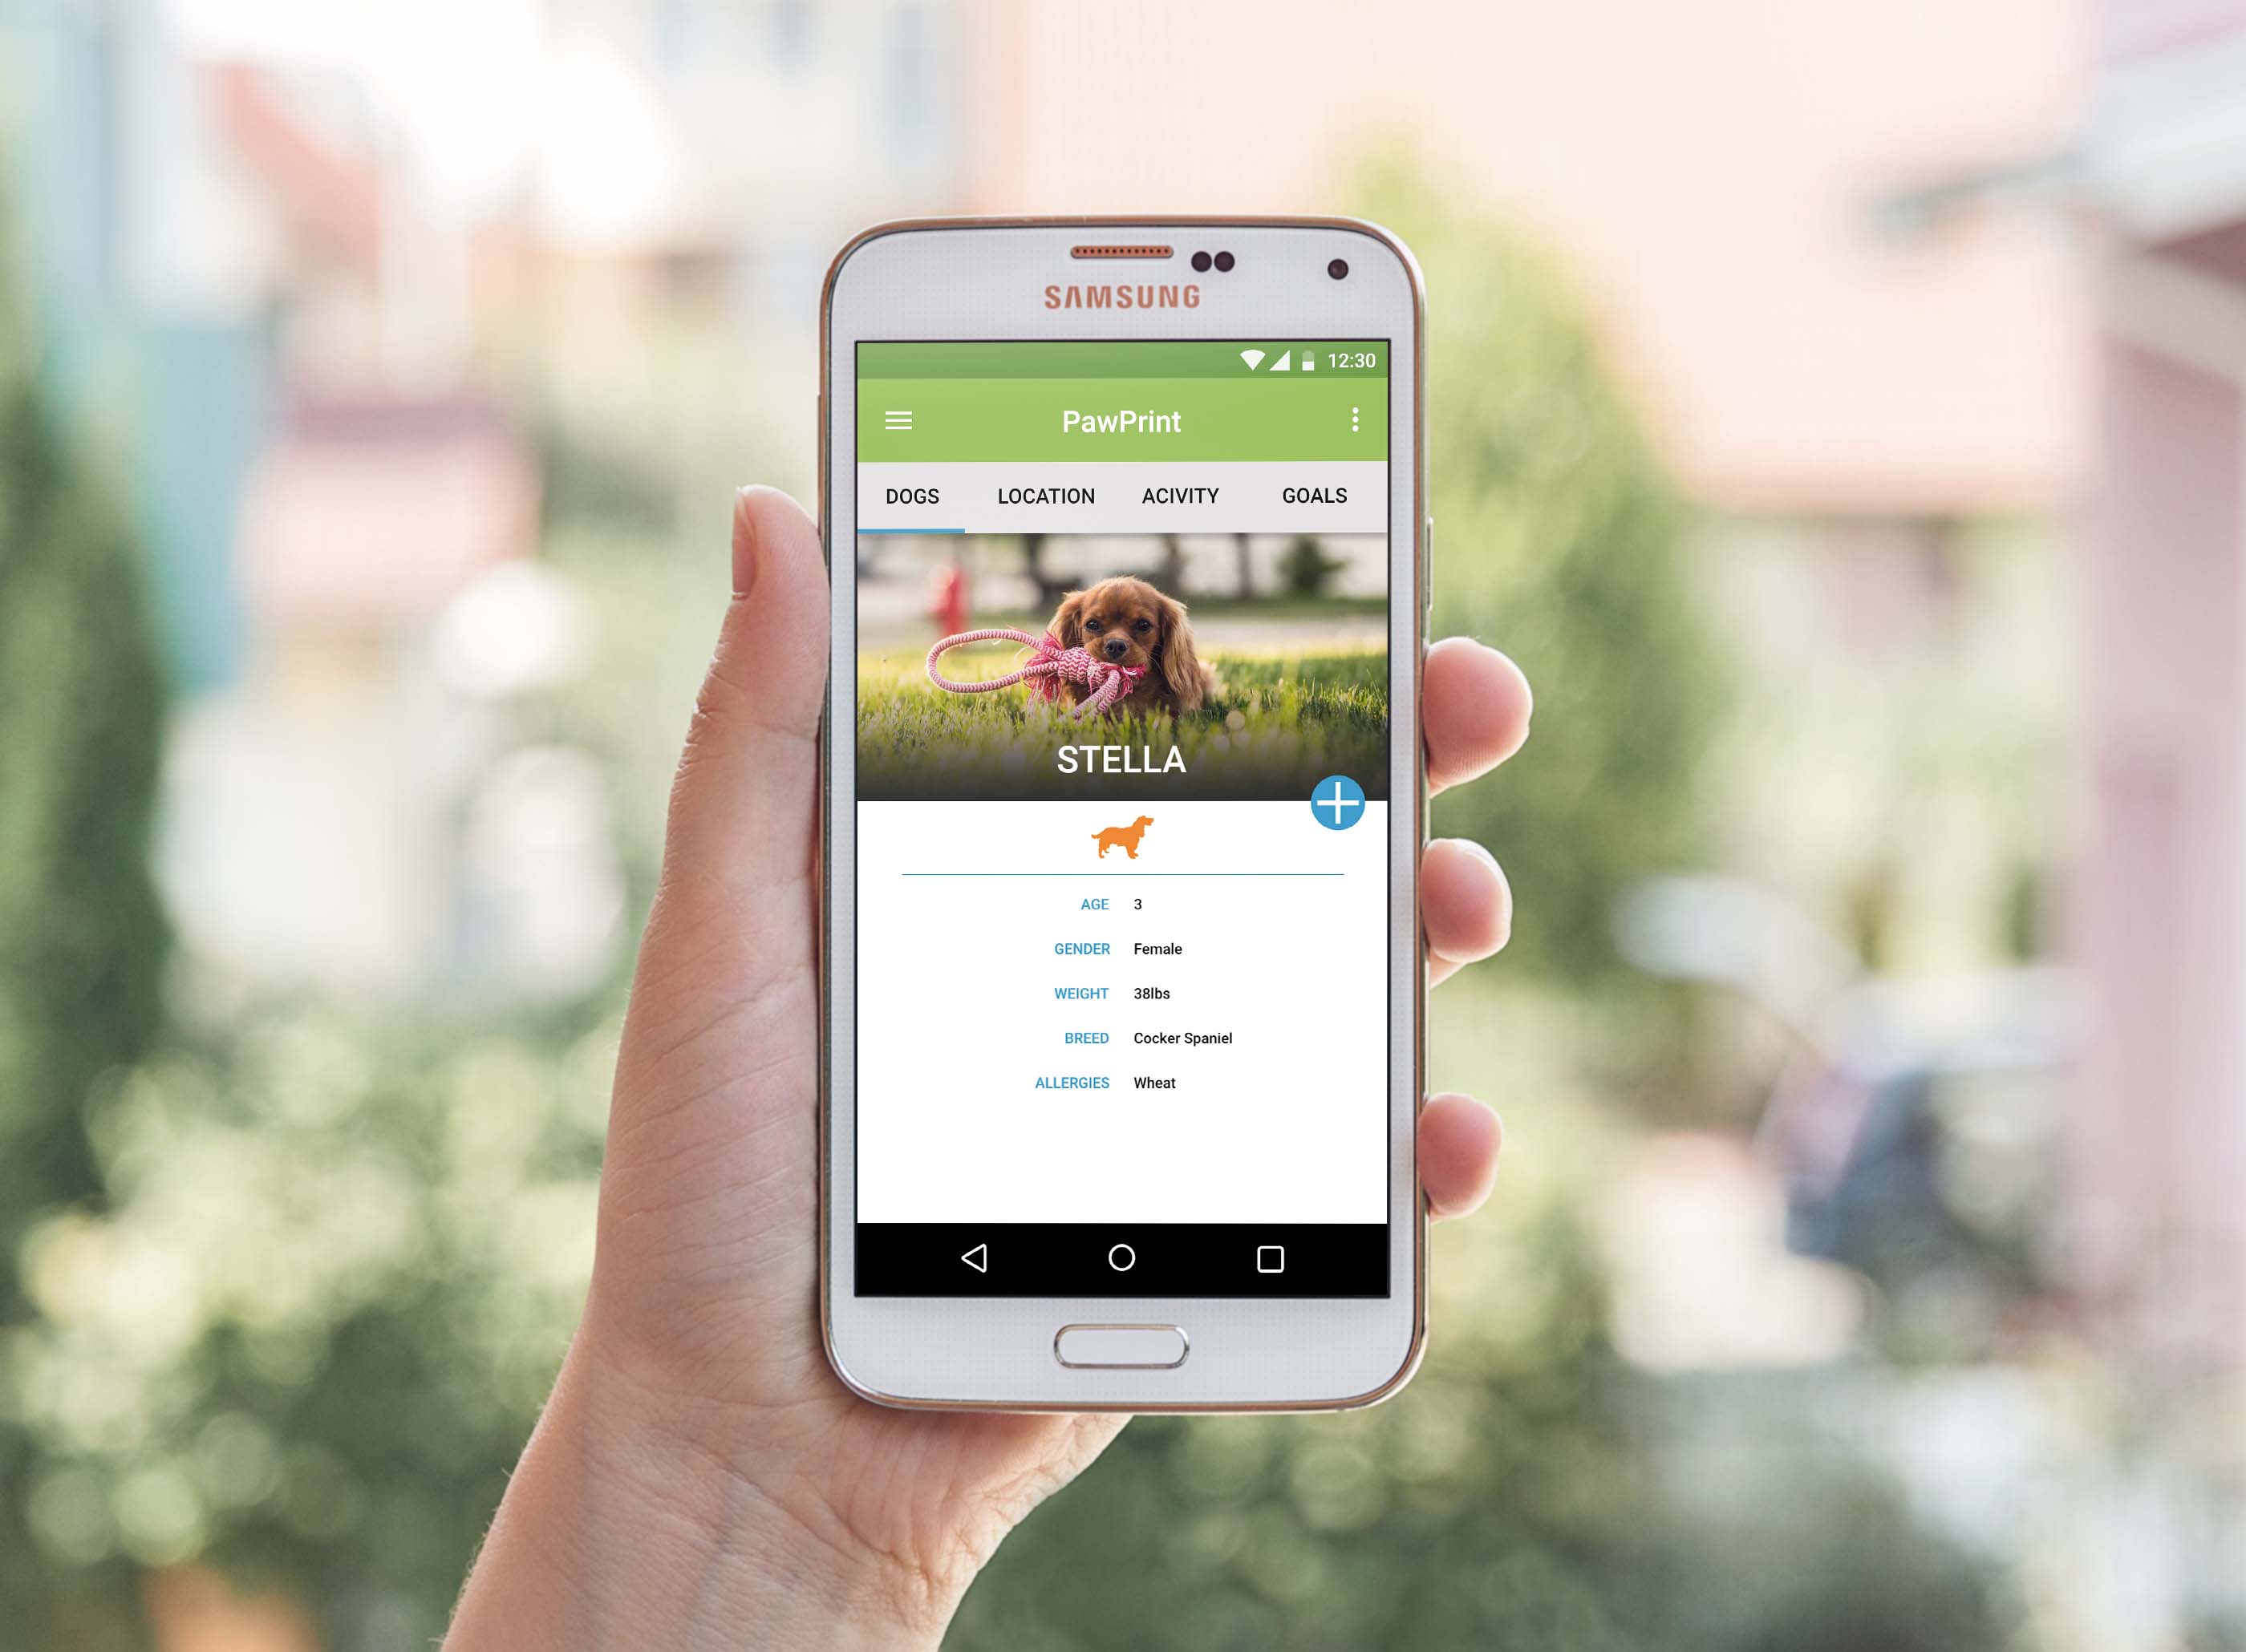 SAMSUNG
12:30
PawPrint
DOGS LOCATION ACIVITY GOALS
STELLA
AGE 3
GENDER Female
WEIGHT 38lbs
BREED Cocker Spaniel
ALLERGIES Wheat